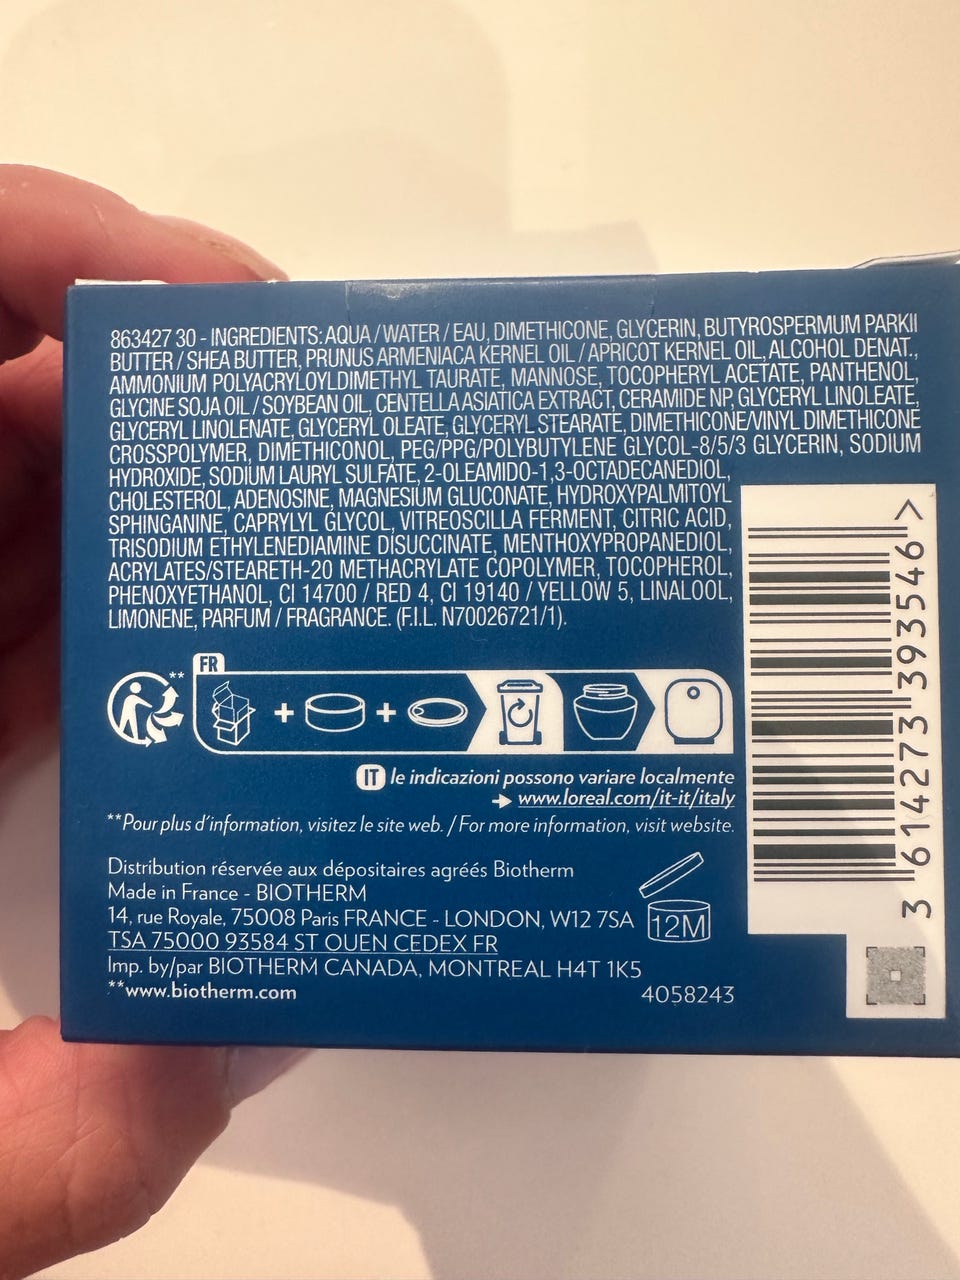 863427 30 - INGREDIENTS: AQUA / WATER / EAU, DIMETHICONE, GLYCERIN, BUTYROSPERMUM PARKII
BUTTER / SHEA BUTTER, PRUNUS ARMENIACA KERNEL OIL / APRICOT KERNEL OIL, ALCOHOL DENAT.,
AMMONIUM POLYACRYLOYLDIMETHYL TAURATE, MANNOSE, TOCOPHERYL ACETATE, PANTHENOL,
GLYCINE SOJA OIL / SOYBEAN OIL, CENTELLA ASIATICA EXTRACT, CERAMIDE NP, GLYCERYL LINOLEATE,
GLYCERYL LINOLENATE, GLYCERYL OLEATE, GLYCERYL STEARATE, DIMETHICONE/VINYL DIMETHICONE
CROSSPOLYMER, DIMETHICONOL, PEG/PPG/POLYBUTYLENE GLYCOL-8/5/3 GLYCERIN, SODIUM
HYDROXIDE, SODIUM LAURYL SULFATE, 2-OLEAMIDO-1,3-OCTADECANEDIOL,
CHOLESTEROL, ADENOSINE, MAGNESIUM GLUCONATE, HYDROXYPALMITOYL
SPHINGANINE, CAPRYLYL GLYCOL, VITREOSCILLA FERMENT, CITRIC ACID,
TRISODIUM ETHYLENEDIAMINE DISUCCINATE, MENTHOXYPROPANEDIOL,
ACRYLATES/STEARETH-20 METHACRYLATE COPOLYMER, TOCOPHEROL,
PHENOXYETHANOL, CI 14700 / RED 4, CI 19140 / YELLOW 5, LINALOOL,
LIMONENE, PARFUM / FRAGRANCE. (F.I.L. N70026721/1).
FR
**
+ +
IT le indicazioni possono variare localmente
➔ www.loreal.com/it-it/italy
**Pour plus d'information, visitez le site web. / For more information, visit website.
Distribution réservée aux dépositaires agréés Biotherm
Made in France - BIOTHERM
14, rue Royale, 75008 Paris FRANCE - LONDON, W12 7SA
TSA 75000 93584 ST OUEN CEDEX FR
Imp. by/par BIOTHERM CANADA, MONTREAL H4T 1K5
**www.biotherm.com
12M
4058243
3 614273 393546 >